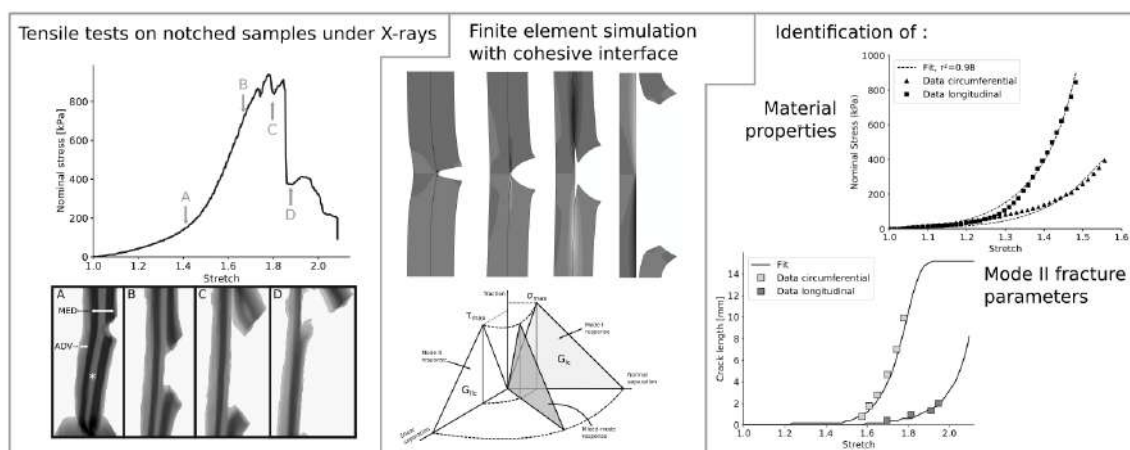 Tensile tests on notched samples under X-rays
Nominal stress [kPa]
800
600
400
200
0
A
B
C
D
1.0
1.2
1.4
1.6
1.8
2.0
Stretch
A
B
C
D
MED
ADV
*
Finite element simulation
with cohesive interface
Traction
σmax
τmax
Mode I
response
Mode II
response
GIc
GIIc
Normal
separation
Shear
separation
Mixed mode
response
Identification of :
Material
properties
Nominal Stress (kPa)
1000
800
600
400
200
0
Fit, r²=0.98
Data circumferential
Data longitudinal
1.0
1.1
1.2
1.3
1.4
1.5
1.6
Stretch
Mode II fracture
parameters
Crack length [mm]
14
12
10
8
6
4
2
0
Fit
Data circumferential
Data longitudinal
1.0
1.2
1.4
1.6
1.8
2.0
Stretch